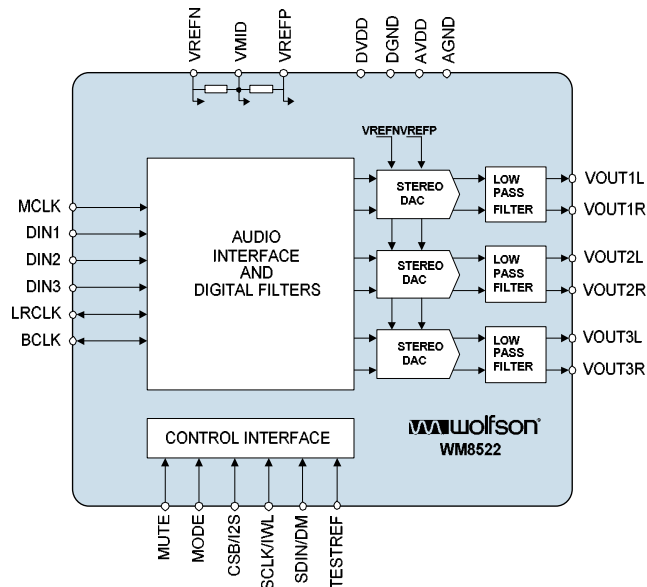 VREFN
VMID
VREFP
DVDD
DGND
AVDD
AGND
VREFNVREFP
MCLK
DIN1
DIN2
DIN3
LRCLK
BCLK
AUDIO
INTERFACE
AND
DIGITAL FILTERS
STEREO
DAC
LOW
PASS
FILTER
VOUT1L
VOUT1R
STEREO
DAC
LOW
PASS
FILTER
VOUT2L
VOUT2R
STEREO
DAC
LOW
PASS
FILTER
VOUT3L
VOUT3R
CONTROL INTERFACE
wolfson®
WM8522
MUTE
MODE
CSB/I2S
SCLK/IWL
SDIN/DM
TESTREF